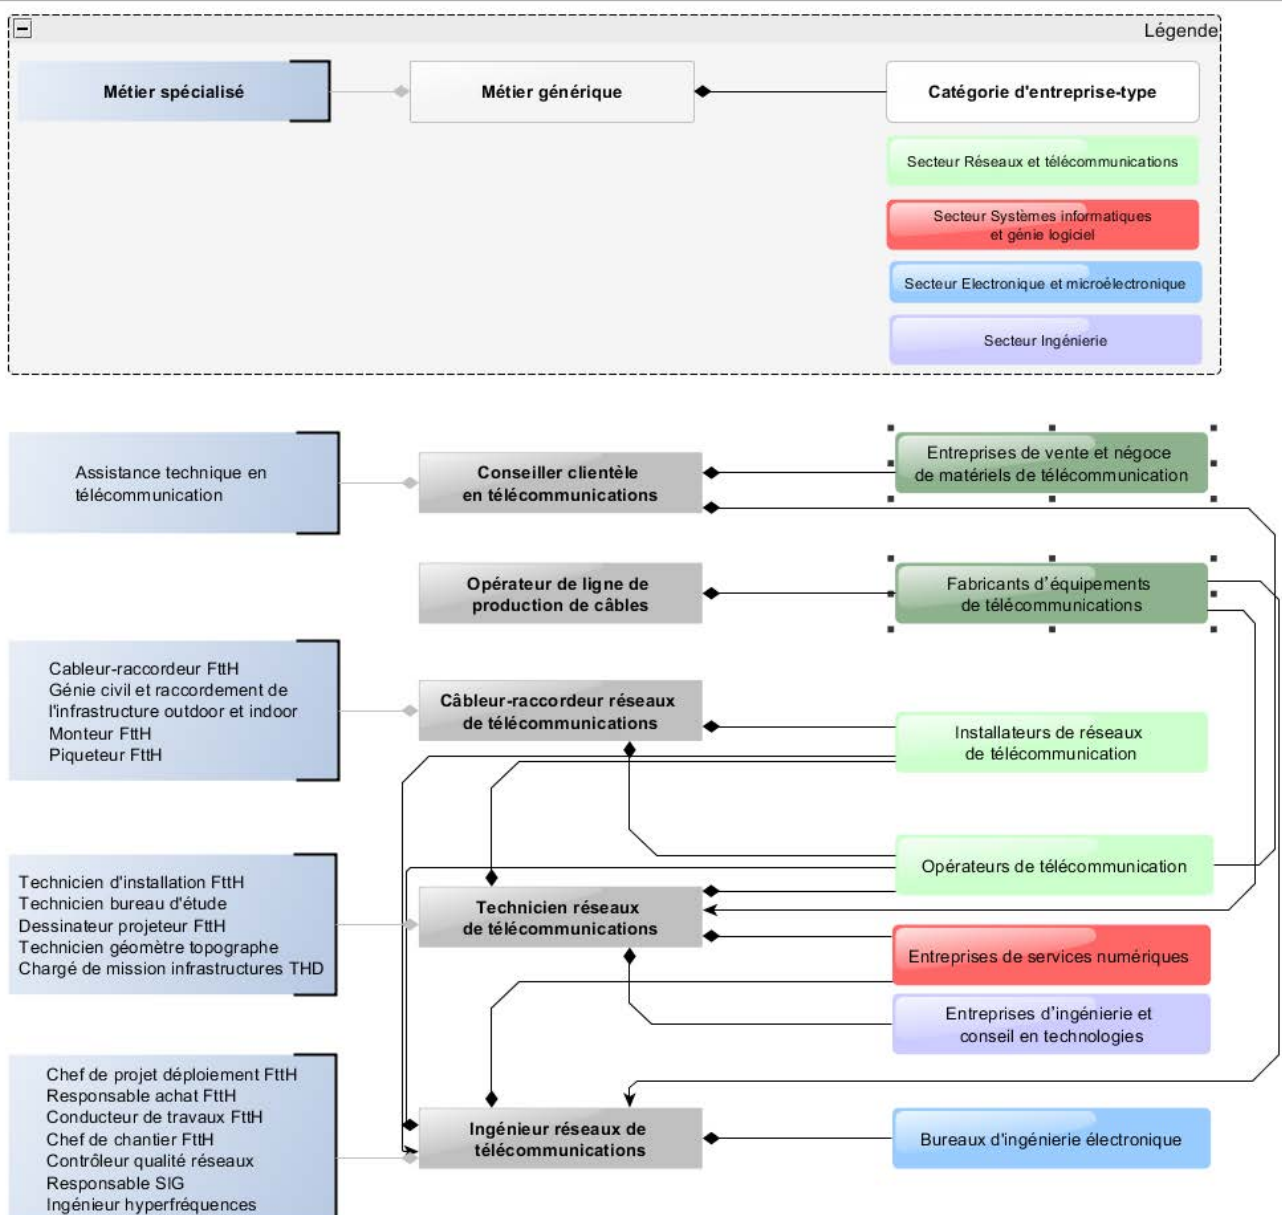 Légende
Métier spécialisé
Métier générique
Catégorie d'entreprise-type
Secteur Réseaux et télécommunications
Secteur Systèmes informatiques
et génie logiciel
Secteur Electronique et microélectronique
Secteur Ingénierie
Assistance technique en
télécommunication
Conseiller clientèle
en télécommunications
Entreprises de vente et négoce
de matériels de télécommunication
Opérateur de ligne de
production de câbles
Fabricants d’équipements
de télécommunications
Cableur-raccordeur FttH
Génie civil et raccordement de
l'infrastructure outdoor et indoor
Monteur FttH
Piqueteur FttH
Câbleur-raccordeur réseaux
de télécommunications
Installateurs de réseaux
de télécommunication
Opérateurs de télécommunication
Technicien d'installation FttH
Technicien bureau d'étude
Dessinateur projeteur FttH
Technicien géomètre topographe
Chargé de mission infrastructures THD
Technicien réseaux
de télécommunications
Entreprises de services numériques
Entreprises d’ingénierie et
conseil en technologies
Chef de projet déploiement FttH
Responsable achat FttH
Conducteur de travaux FttH
Chef de chantier FttH
Contrôleur qualité réseaux
Responsable SIG
Ingénieur hyperfréquences
Ingénieur réseaux de
télécommunications
Bureaux d'ingénierie électronique